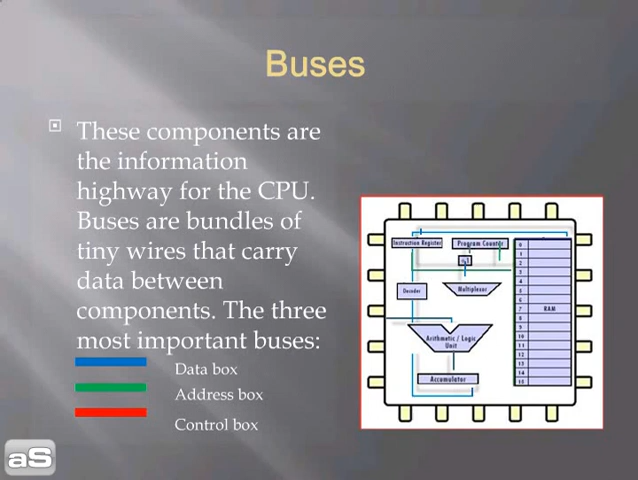 Buses
These components are
the information
highway for the CPU.
Buses are bundles of
tiny wires that carry
data between
components. The three
most important buses:
Data box
Address box
Control box
Instruction Register
Program Counter
Decoder
Multiplexor
Arithmetic / Logic
Unit
Accumulator
0
1
2
3
4
5
6
7
RAM
8
9
10
11
12
13
14
15
aS